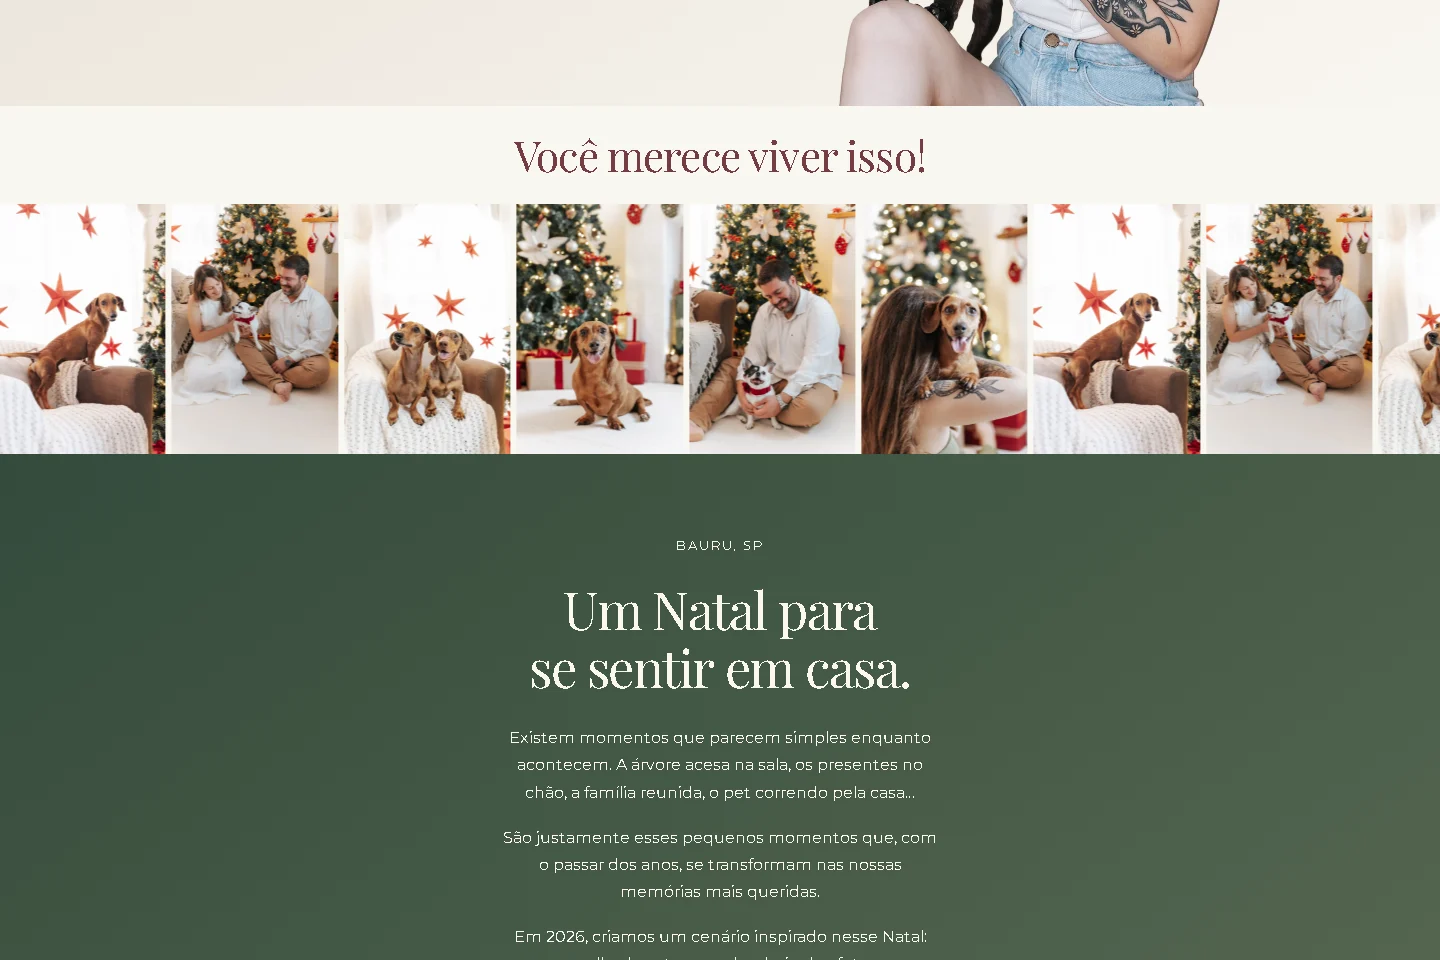 Você merece viver isso!
BAURU, SP
Um Natal para
se sentir em casa.
Existem momentos que parecem simples enquanto
acontecem. A árvore acesa na sala, os presentes no
chão, a família reunida, o pet correndo pela casa...
São justamente esses pequenos momentos que, com
o passar dos anos, se transformam nas nossas
memórias mais queridas.
Em 2026, criamos um cenário inspirado nesse Natal: